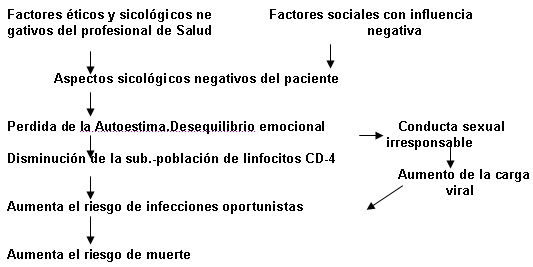 Factores éticos y sicológicos ne
gativos del profesional de Salud
Factores sociales con influencia
negativa
Aspectos sicológicos negativos del paciente
Perdida de la Autoestima.Desequilibrio emocional
Conducta sexual
irresponsable
Disminución de la sub.-población de linfocitos CD-4
Aumento de la carga
viral
Aumenta el riesgo de infecciones oportunistas
Aumenta el riesgo de muerte